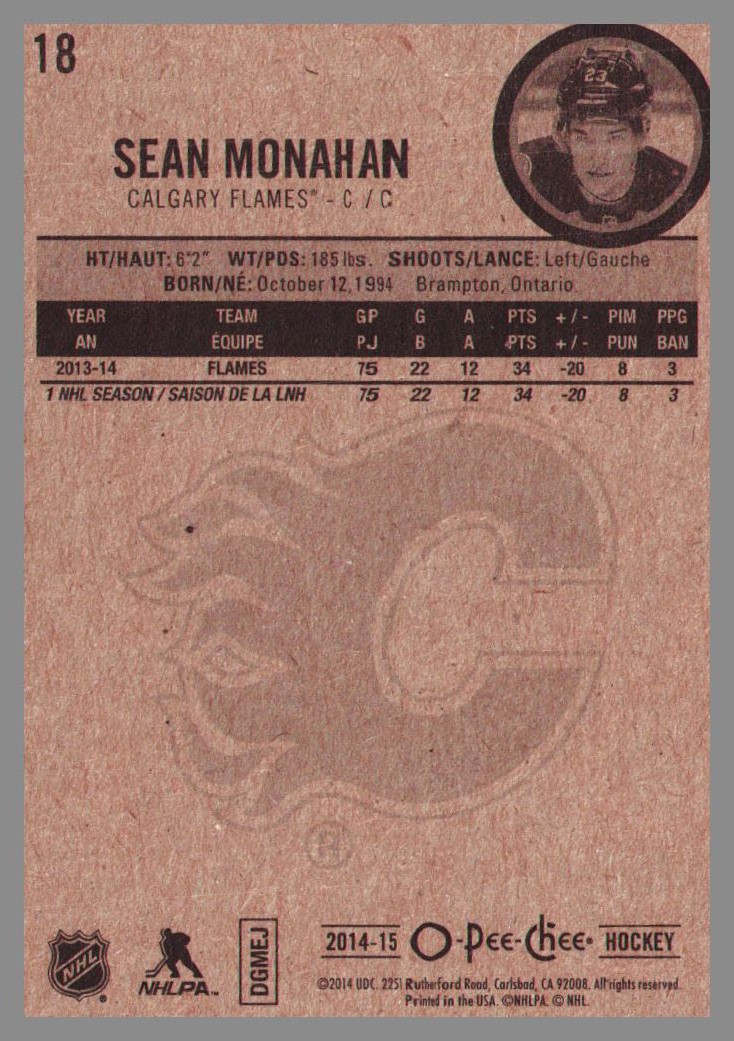 18
23
SEAN MONAHAN
CALGARY FLAMES® - C / C
HT/HAUT: 6'2" WT/PDS: 185 lbs. SHOOTS/LANCE: Left/Gauche
BORN/NÉ: October 12, 1994 Brampton, Ontario
YEAR TEAM GP G A PTS +/- PIM PPG
AN ÉQUIPE PJ B A PTS +/- PUN BAN
2013-14 FLAMES 75 22 12 34 -20 8 3
1 NHL SEASON / SAISON DE LA LNH 75 22 12 34 -20 8 3
C
®
NHL ®
NHLPA™
DGMEJ
2014-15 O-Pee-Chee® HOCKEY
©2014 UDC. 2251 Rutherford Road, Carlsbad, CA 92008. All rights reserved.
Printed in the USA. ©NHLPA. © NHL.